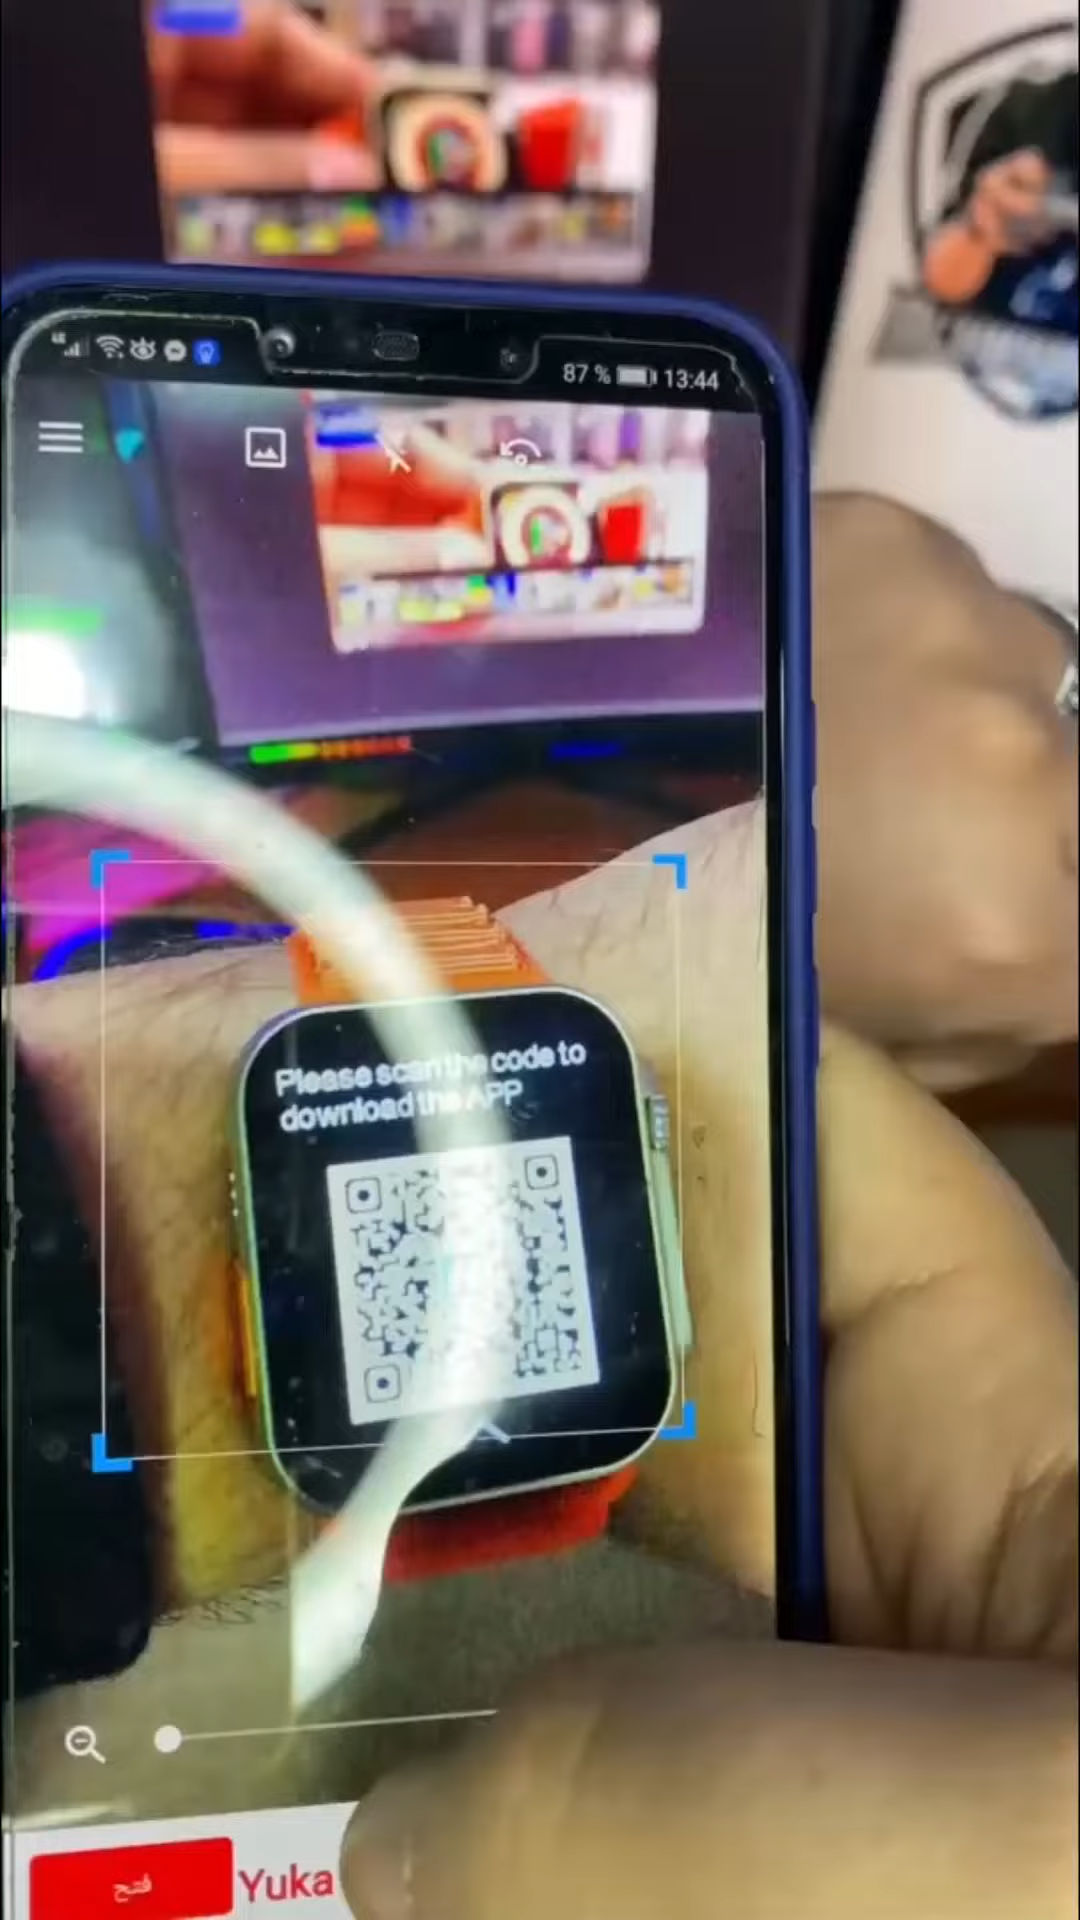 87 % 13:44
Please scan the code to
download the APP
فتح Yuka